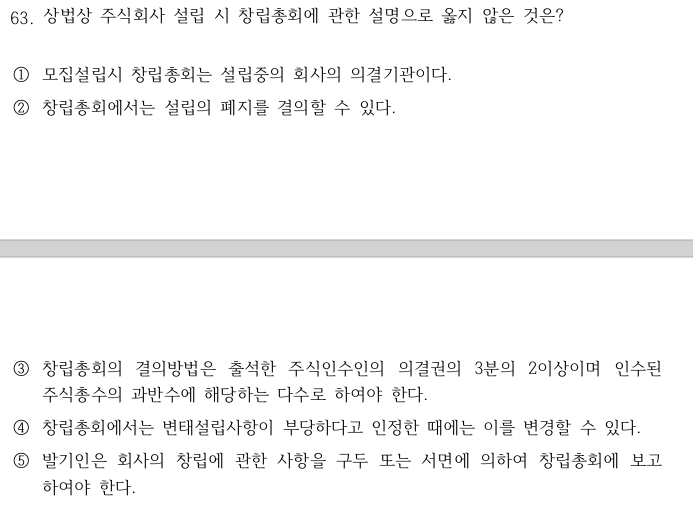 63. 상법상 주식회사 설립 시 창립총회에 관한 설명으로 옳지 않은 것은?
① 모집설립시 창립총회는 설립중의 회사의 의결기관이다.
② 창립총회에서는 설립의 폐지를 결의할 수 있다.
③ 창립총회의 결의방법은 출석한 주식인수인의 의결권의 3분의 2이상이며 인수된
주식총수의 과반수에 해당하는 다수로 하여야 한다.
④ 창립총회에서는 변태설립사항이 부당하다고 인정한 때에는 이를 변경할 수 있다.
⑤ 발기인은 회사의 창립에 관한 사항을 구두 또는 서면에 의하여 창립총회에 보고
하여야 한다.